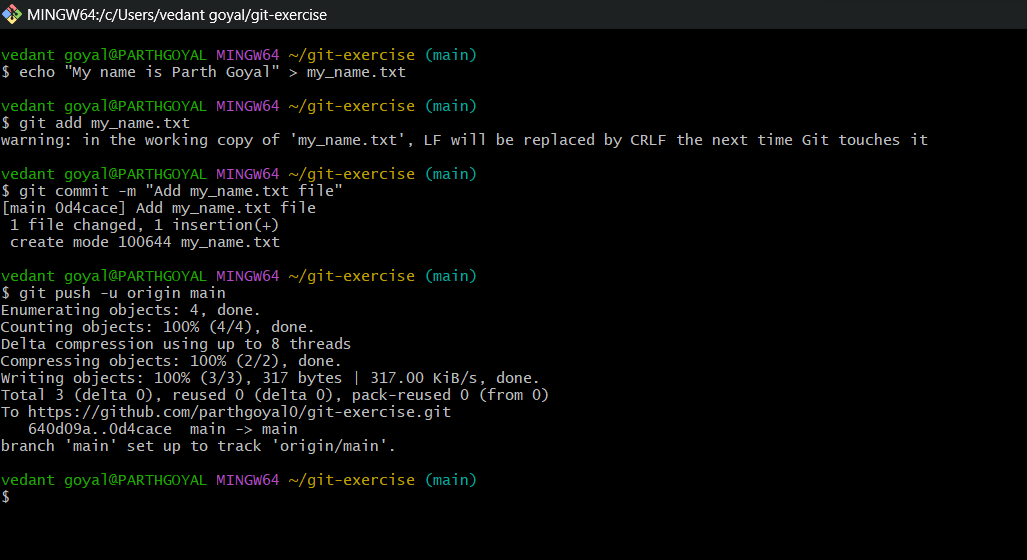 MINGW64:/c/Users/vedant goyal/git-exercise
vedant goyal@PARTHGOYAL MINGW64 ~/git-exercise (main)
$ echo "My name is Parth Goyal" > my_name.txt
vedant goyal@PARTHGOYAL MINGW64 ~/git-exercise (main)
$ git add my_name.txt
warning: in the working copy of 'my_name.txt', LF will be replaced by CRLF the next time Git touches it
vedant goyal@PARTHGOYAL MINGW64 ~/git-exercise (main)
$ git commit -m "Add my_name.txt file"
[main 0d4cace] Add my_name.txt file
 1 file changed, 1 insertion(+)
 create mode 100644 my_name.txt
vedant goyal@PARTHGOYAL MINGW64 ~/git-exercise (main)
$ git push -u origin main
Enumerating objects: 4, done.
Counting objects: 100% (4/4), done.
Delta compression using up to 8 threads
Compressing objects: 100% (2/2), done.
Writing objects: 100% (3/3), 317 bytes | 317.00 KiB/s, done.
Total 3 (delta 0), reused 0 (delta 0), pack-reused 0 (from 0)
To https://github.com/parthgoyal0/git-exercise.git
   640d09a..0d4cace  main -> main
branch 'main' set up to track 'origin/main'.
vedant goyal@PARTHGOYAL MINGW64 ~/git-exercise (main)
$